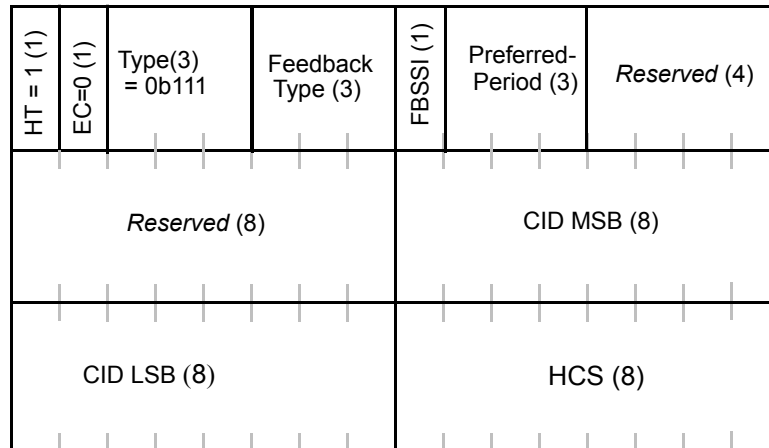 HT = 1 (1)
EC=0 (1)
Type(3)
= 0b111
Feedback
Type (3)
FBSSI (1)
Preferred-
Period (3)
Reserved (4)
Reserved (8)
CID MSB (8)
CID LSB (8)
HCS (8)